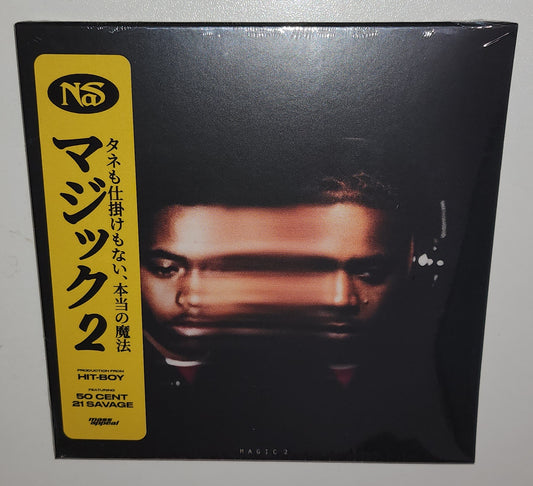 NaS
マジック2
タネも仕掛けもない、本当の魔法
PRODUCTION FROM
HIT-BOY
FEATURING
50 CENT
21 SAVAGE
mass
appeal
MAGIC 2